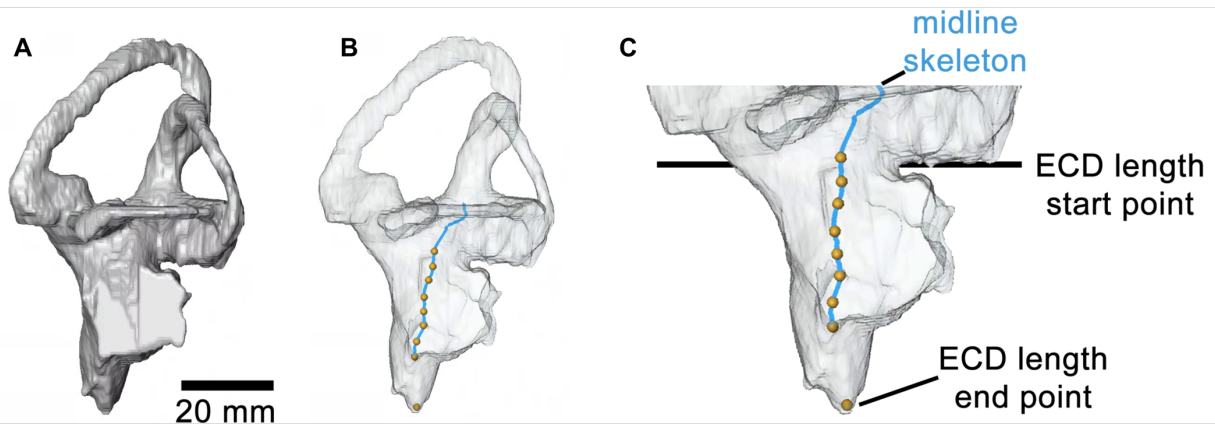 A
B
C
midline
skeleton
ECD length
start point
ECD length
end point
20 mm